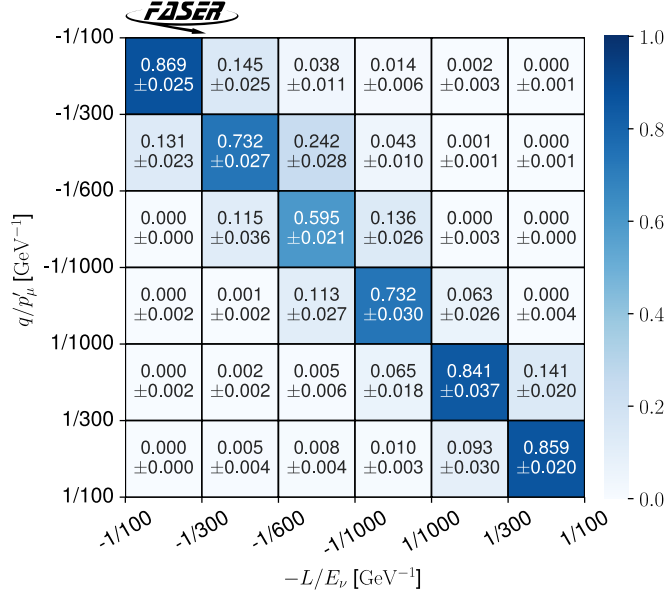 FASER
-1/100
-1/300
-1/600
-1/1000
1/1000
1/300
1/100
q/p′μ [GeV⁻¹]
0.869 0.145 0.038 0.014 0.002 0.000
±0.025 ±0.025 ±0.011 ±0.006 ±0.003 ±0.001
0.131 0.732 0.242 0.043 0.001 0.000
±0.023 ±0.027 ±0.028 ±0.010 ±0.001 ±0.001
0.000 0.115 0.595 0.136 0.000 0.000
±0.000 ±0.036 ±0.021 ±0.026 ±0.003 ±0.000
0.000 0.001 0.113 0.732 0.063 0.000
±0.002 ±0.002 ±0.027 ±0.030 ±0.026 ±0.004
0.000 0.002 0.005 0.065 0.841 0.141
±0.002 ±0.002 ±0.006 ±0.018 ±0.037 ±0.020
0.000 0.005 0.008 0.010 0.093 0.859
±0.000 ±0.004 ±0.004 ±0.003 ±0.030 ±0.020
-1/100 -1/300 -1/600 -1/1000 1/1000 1/300 1/100
−L/Eν [GeV⁻¹]
1.0
0.8
0.6
0.4
0.2
0.0